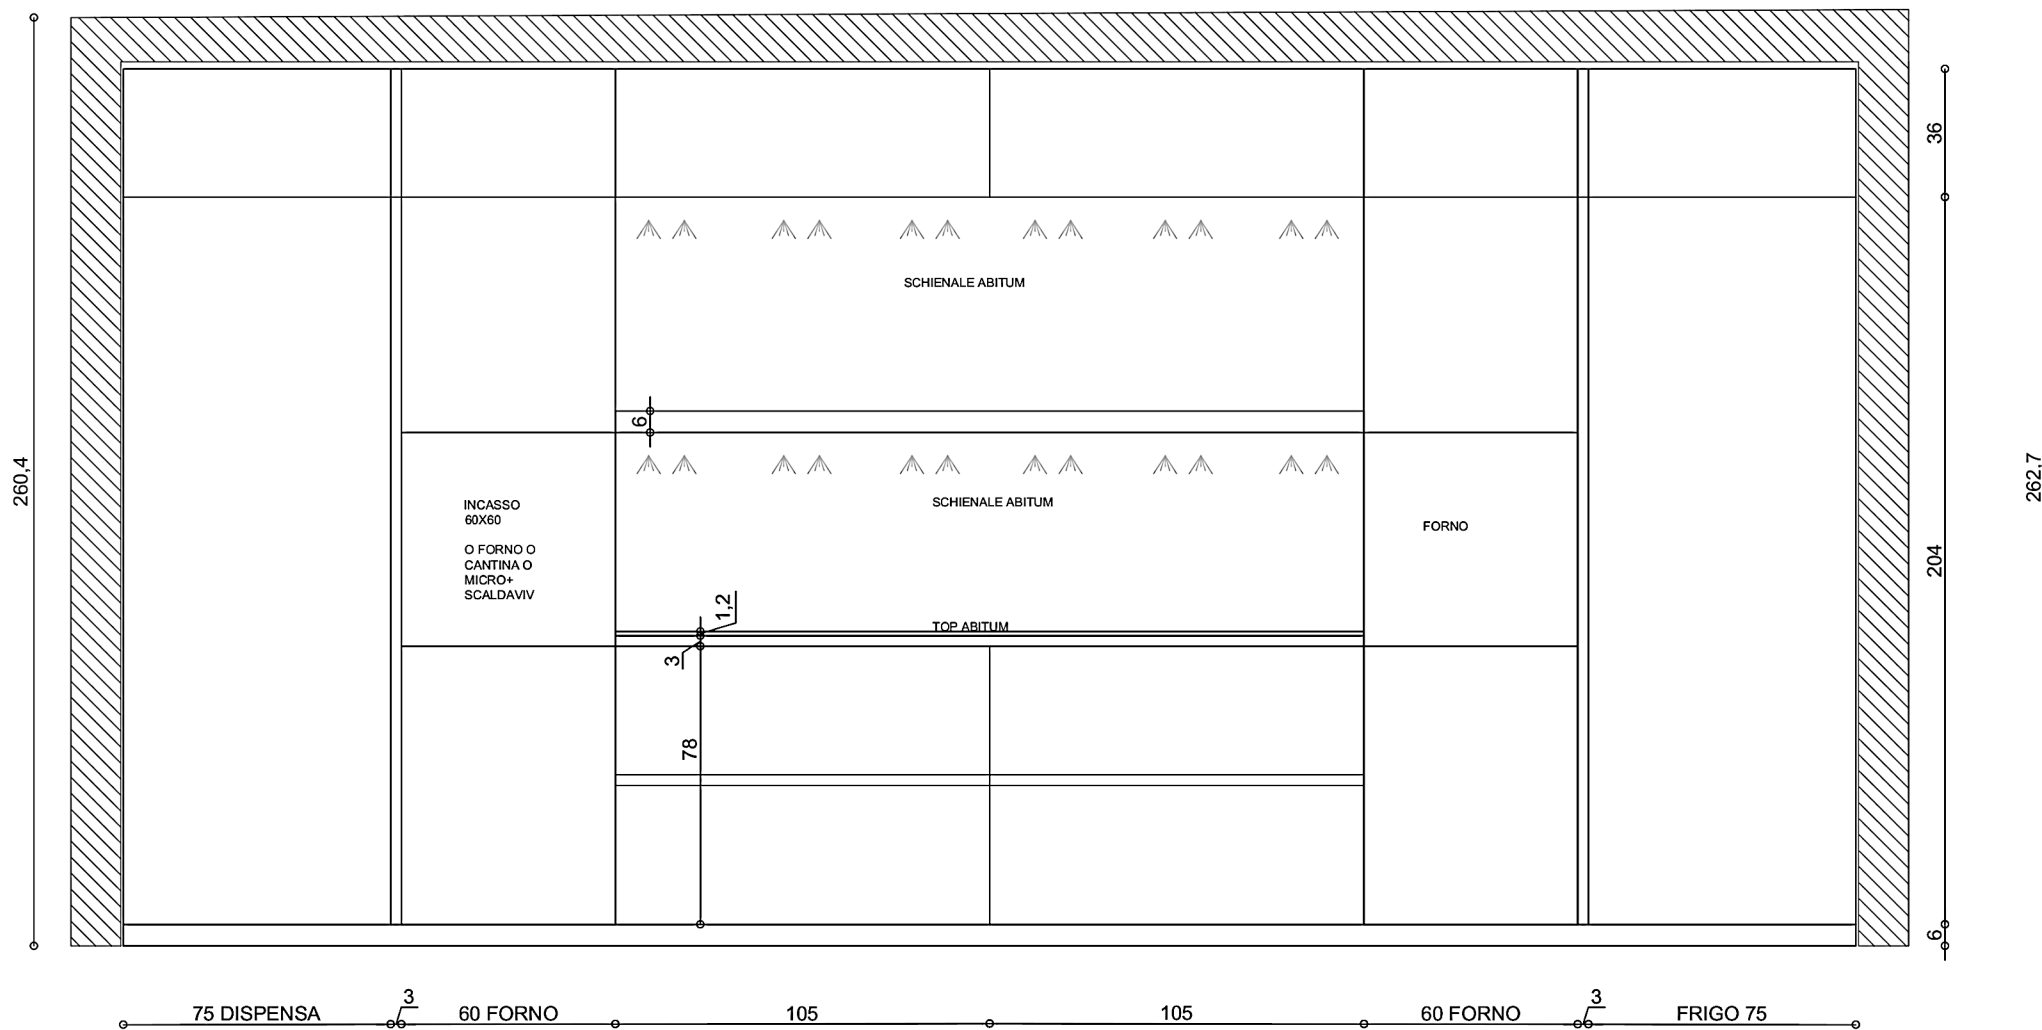 36
SCHIENALE ABITUM
6
260,4
262,7
SCHIENALE ABITUM
INCASSO
60X60
O FORNO O
CANTINA O
MICRO+
SCALDAVIV
FORNO
204
1,2
TOP ABITUM
3
78
6
75 DISPENSA
3
60 FORNO
105
105
60 FORNO
3
FRIGO 75